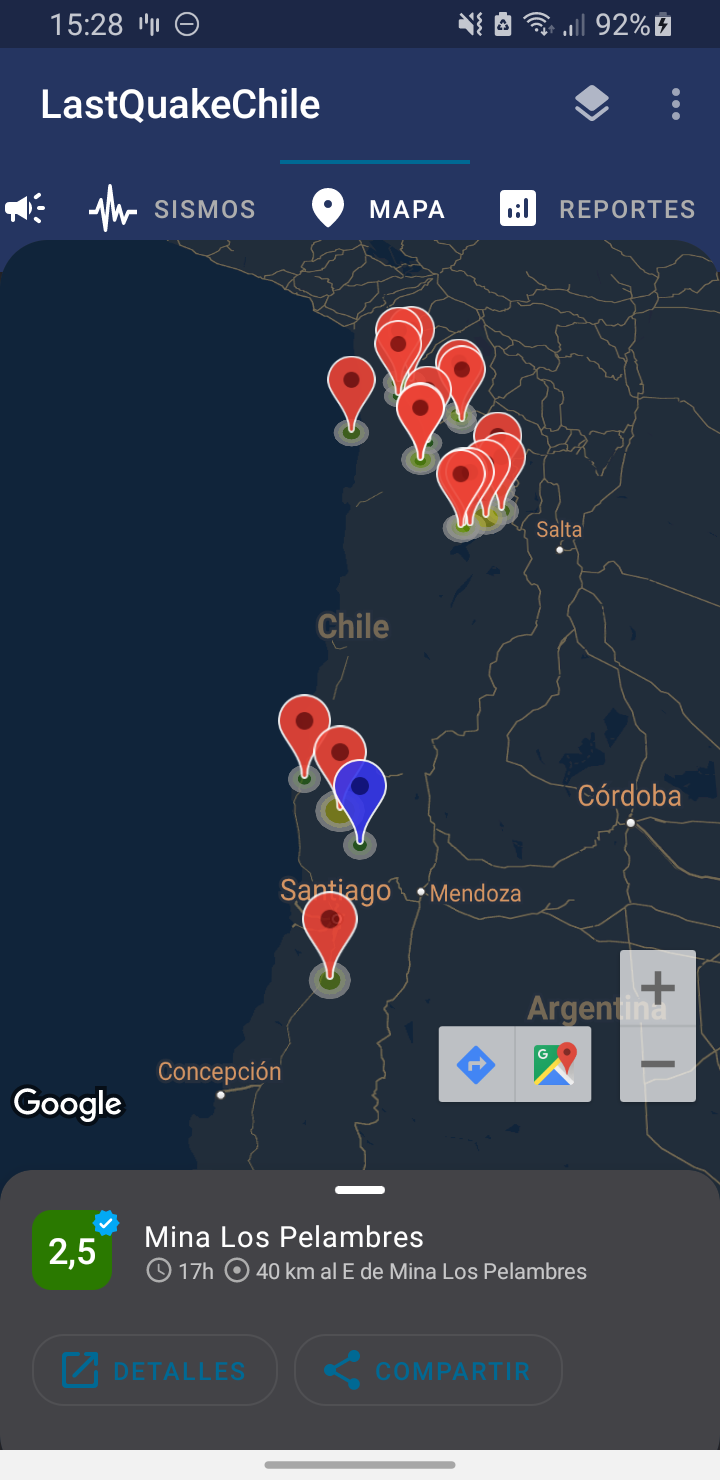 15:28 92%
LastQuakeChile
SISMOS MAPA REPORTES
Salta
Chile
Córdoba
Santiago
Mendoza
Argentina
Concepción
Google
2,5
Mina Los Pelambres
17h 40 km al E de Mina Los Pelambres
DETALLES COMPARTIR